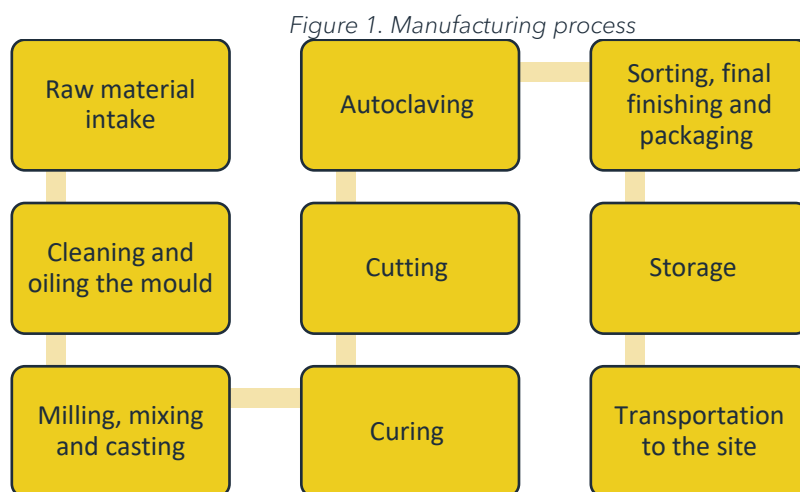 Figure 1. Manufacturing process
Raw material
intake
Cleaning and
oiling the mould
Milling, mixing
and casting
Curing
Cutting
Autoclaving
Sorting, final
finishing and
packaging
Storage
Transportation
to the site